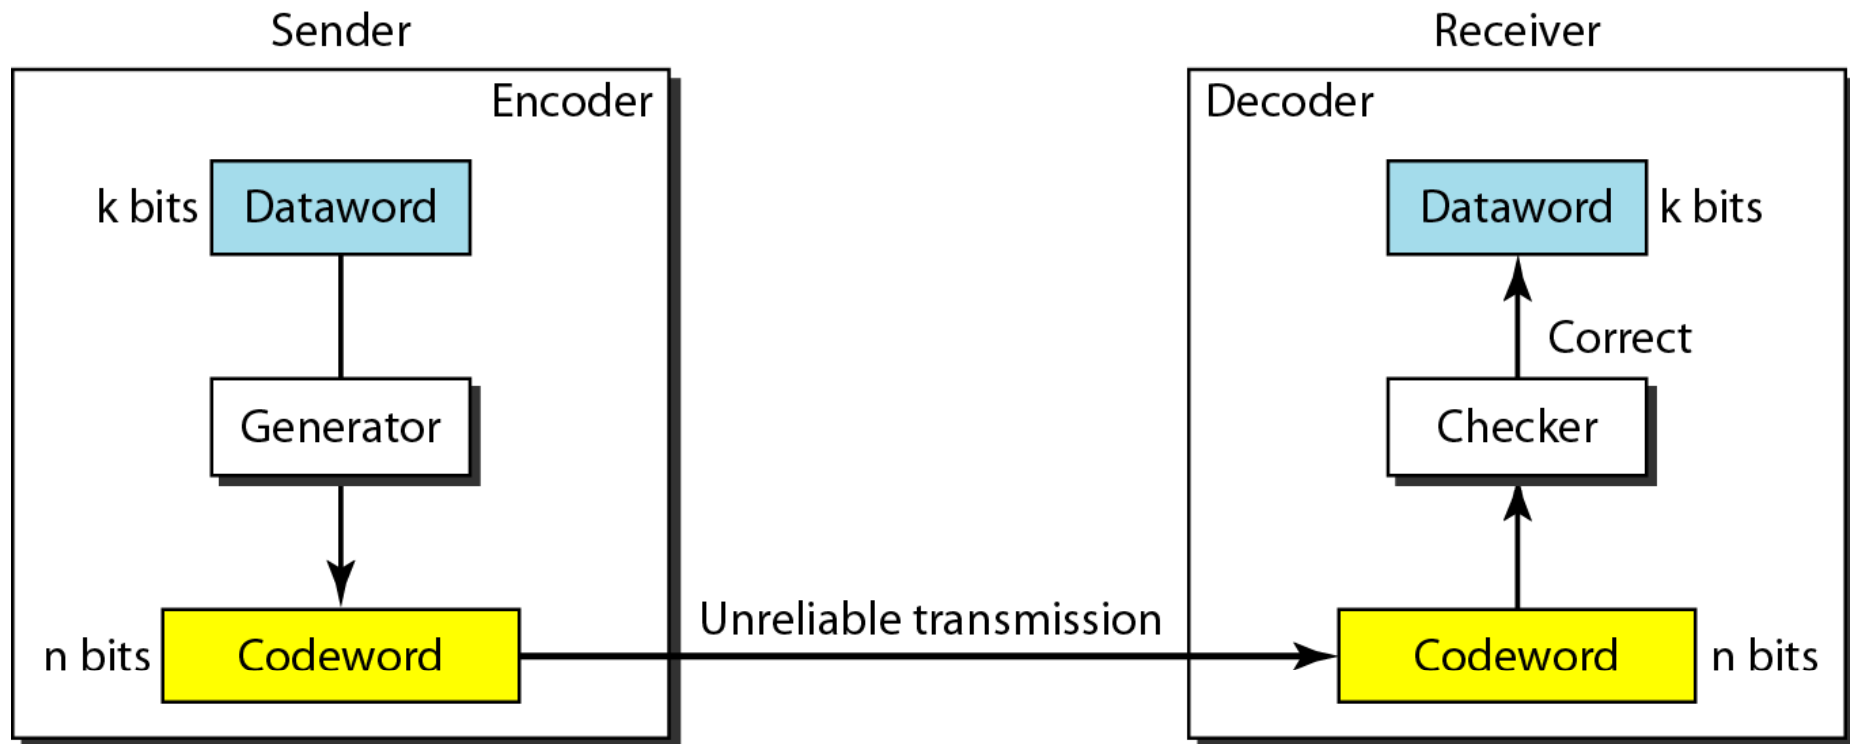 Sender
Encoder
k bits
Dataword
Generator
n bits
Codeword
Unreliable transmission
Receiver
Decoder
Dataword
k bits
Correct
Checker
Codeword
n bits